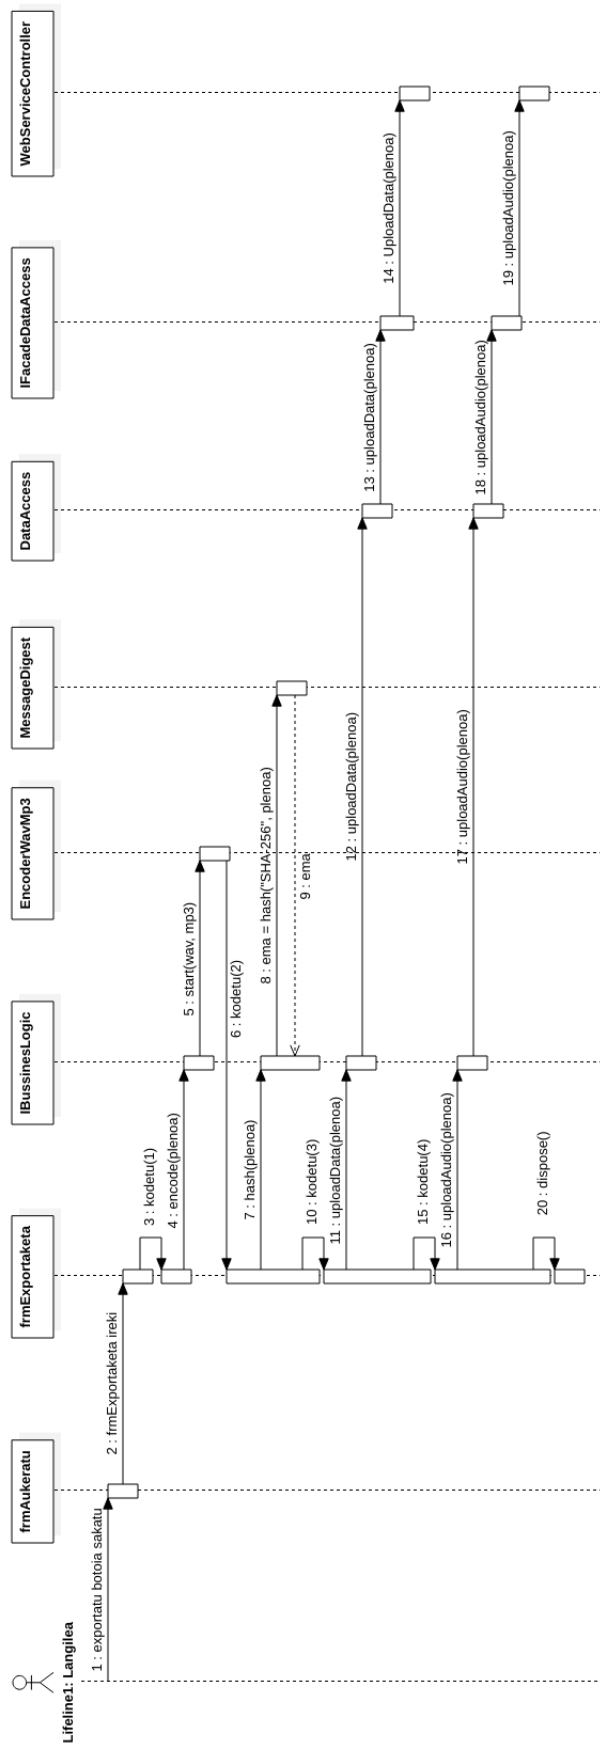 Lifeline1: Langilea
frmAukeratu
frmExportaketa
IBussinesLogic
EncoderWavMp3
MessageDigest
DataAccess
IFacadeDataAccess
WebServiceController
1 : exportatu botoia sakatu
2 : frmExportaketa ireki
3 : kodetu(1)
4 : encode(plenoa)
5 : start(wav, mp3)
6 : kodetu(2)
7 : hash(plenoa)
8 : ema = hash("SHA-256", plenoa)
9 : ema
10 : kodetu(3)
11 : uploadData(plenoa)
12 : uploadData(plenoa)
13 : uploadData(plenoa)
14 : UploadData(plenoa)
15 : kodetu(4)
16 : uploadAudio(plenoa)
17 : uploadAudio(plenoa)
18 : uploadAudio(plenoa)
19 : uploadAudio(plenoa)
20 : dispose()